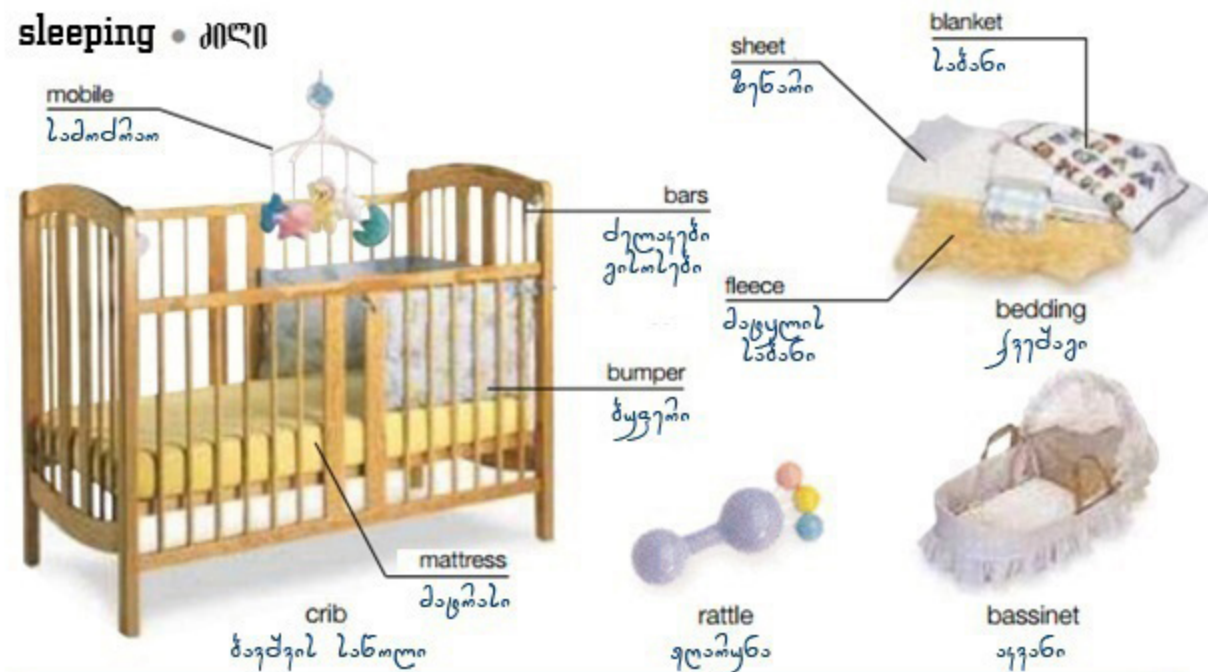 sleeping • ძილი
mobile
სამოძრაო
sheet
ზეწარი
blanket
საბანი
bars
ძელაკები
გისოსები
fleece
მატყლის
საბანი
bedding
ქვეშაგი
bumper
ბუფერი
mattress
მატრასი
crib
ბავშვის საწოლი
rattle
ჟღარუნა
bassinet
აკვანი